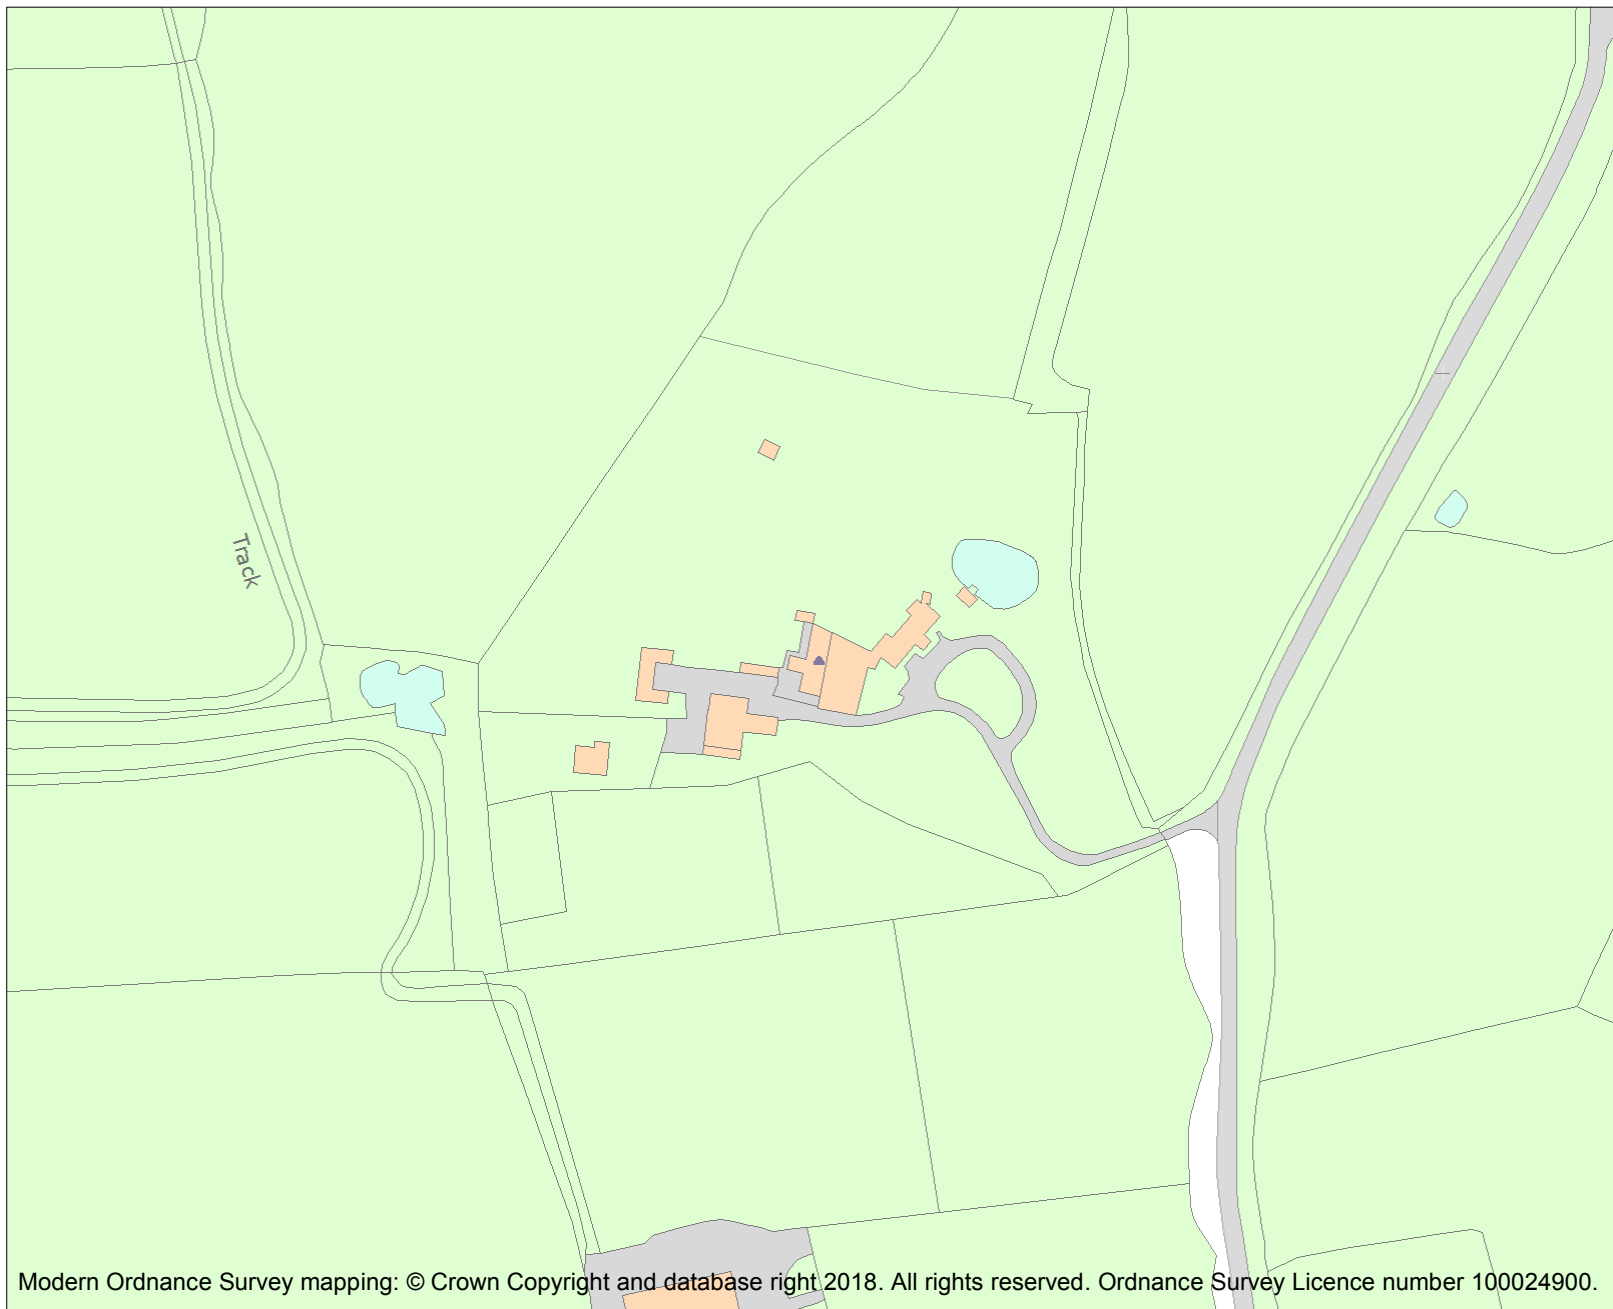 Track
Modern Ordnance Survey mapping: © Crown Copyright and database right 2018. All rights reserved. Ordnance Survey Licence number 100024900.